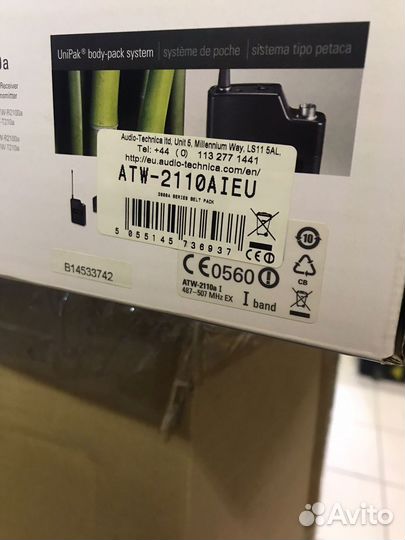 UniPak® body-pack system | système de poche | sistema tipo petaca
Receiver
Audio-Technica ltd, Unit 5, Millennium Way, LS11 5AL,
Tel: +44 (0) 113 277 1441
http://eu.audio-technica.com/en/
ATW-2110AIEU
2000A SERIES BELT PACK
5 055145 736937
B14533742
10
CE0560
CB
ATW-2110a I
487-507 MHz EX I band
Avito